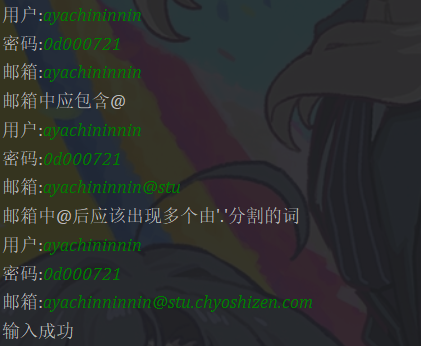 用户:ayachininnin
密码:0d000721
邮箱:ayachininnin
邮箱中应包含@
用户:ayachininnin
密码:0d000721
邮箱:ayachininnin@stu
邮箱中@后应该出现多个由'.'分割的词
用户:ayachininnin
密码:0d000721
邮箱:ayachinninnin@stu.chyoshizen.com
输入成功